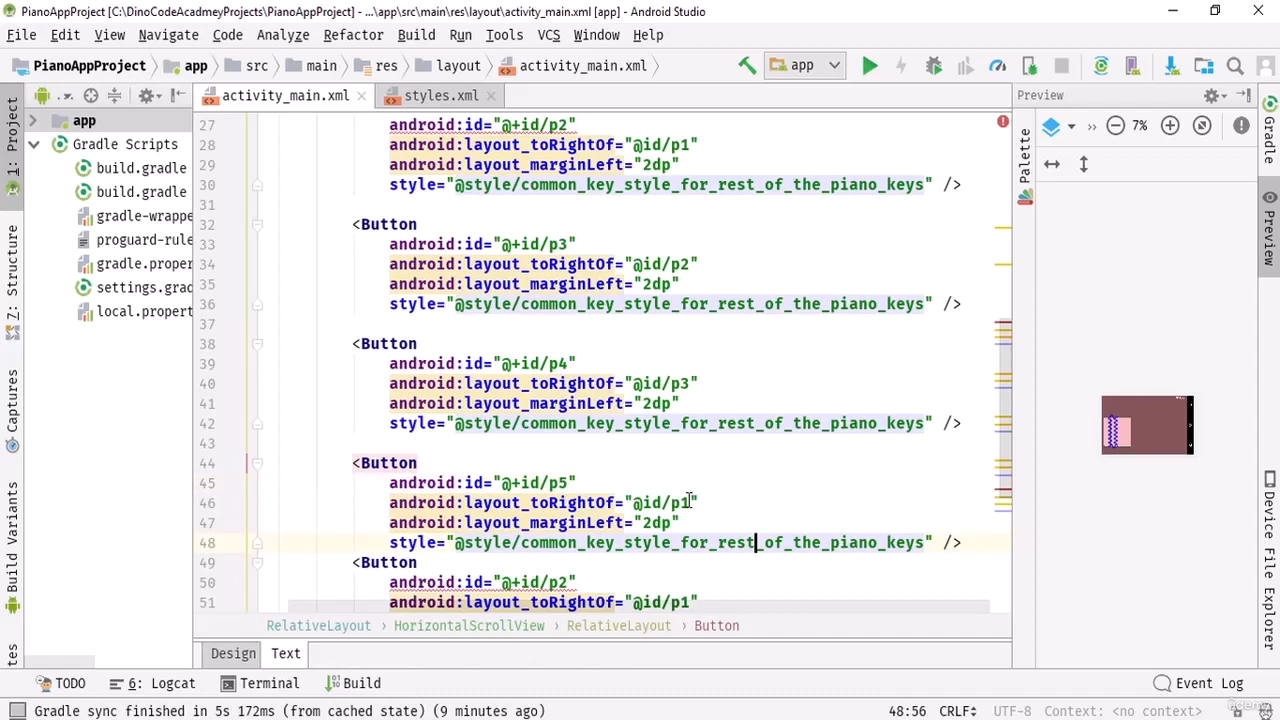 PianoAppProject [C:\DinoCodeAcadmeyProjects\PianoAppProject] - ...\app\src\main\res\layout\activity_main.xml [app] - Android Studio
File Edit View Navigate Code Analyze Refactor Build Run Tools VCS Window Help
PianoAppProject app src main res layout activity_main.xml app
activity_main.xml styles.xml Preview
1: Project
Z: Structure
Captures
Build Variants
app
Gradle Scripts
build.gradle
build.gradle
gradle-wrappe
proguard-rule
gradle.proper
settings.grad
local.propert
27 android:id="@+id/p2"
28 android:layout_toRightOf="@id/p1"
29 android:layout_marginLeft="2dp"
30 style="@style/common_key_style_for_rest_of_the_piano_keys" />
31
32 <Button
33 android:id="@+id/p3"
34 android:layout_toRightOf="@id/p2"
35 android:layout_marginLeft="2dp"
36 style="@style/common_key_style_for_rest_of_the_piano_keys" />
37
38 <Button
39 android:id="@+id/p4"
40 android:layout_toRightOf="@id/p3"
41 android:layout_marginLeft="2dp"
42 style="@style/common_key_style_for_rest_of_the_piano_keys" />
43
44 <Button
45 android:id="@+id/p5"
46 android:layout_toRightOf="@id/p1"
47 android:layout_marginLeft="2dp"
48 style="@style/common_key_style_for_rest_of_the_piano_keys" />
49 <Button
50 android:id="@+id/p2"
51 android:layout_toRightOf="@id/p1"
RelativeLayout › HorizontalScrollView › RelativeLayout › Button
Design Text
Palette
» 7%
Gradle
Preview
Device File Explorer
TODO 6: Logcat Terminal Build Event Log
Gradle sync finished in 5s 172ms (from cached state) (9 minutes ago) 48:56 CRLF UTF-8 Context: <no context>